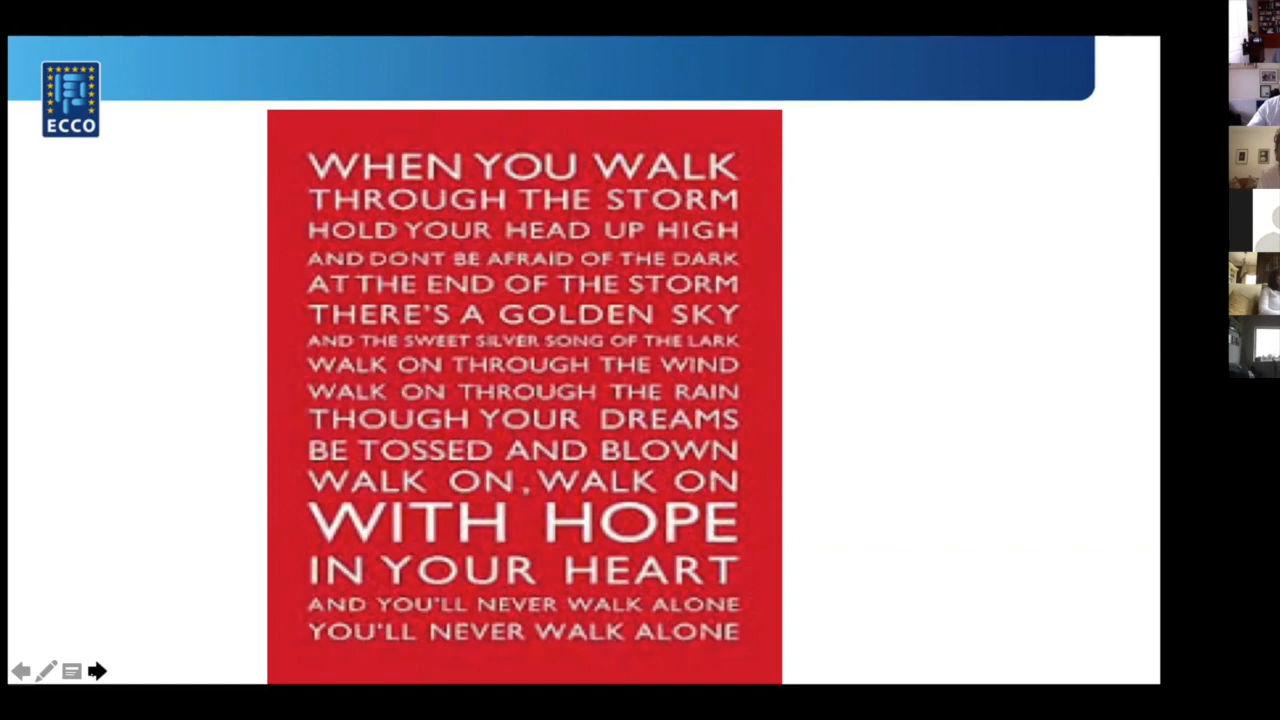 ECCO
WHEN YOU WALK
THROUGH THE STORM
HOLD YOUR HEAD UP HIGH
AND DONT BE AFRAID OF THE DARK
AT THE END OF THE STORM
THERE'S A GOLDEN SKY
AND THE SWEET SILVER SONG OF THE LARK
WALK ON THROUGH THE WIND
WALK ON THROUGH THE RAIN
THOUGH YOUR DREAMS
BE TOSSED AND BLOWN
WALK ON, WALK ON
WITH HOPE
IN YOUR HEART
AND YOU'LL NEVER WALK ALONE
YOU'LL NEVER WALK ALONE